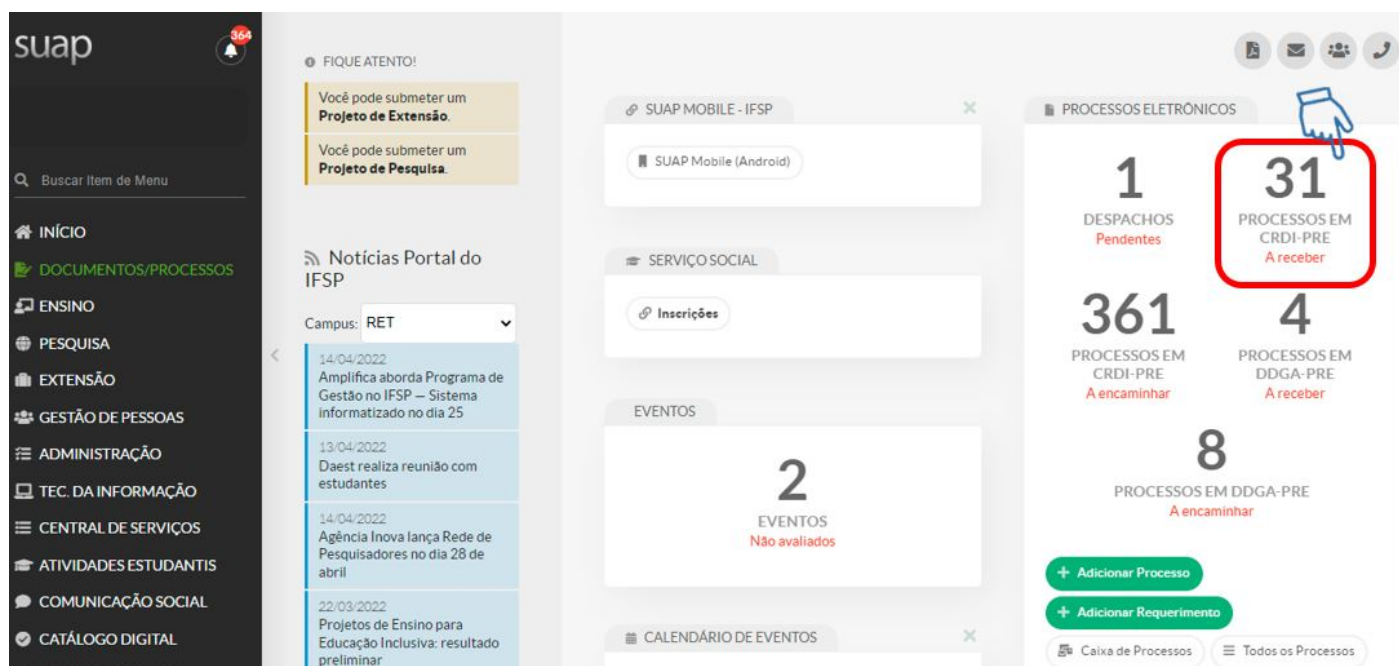 suap
364
Buscar Item de Menu
INÍCIO
DOCUMENTOS/PROCESSOS
ENSINO
PESQUISA
EXTENSÃO
GESTÃO DE PESSOAS
ADMINISTRAÇÃO
TEC. DA INFORMAÇÃO
CENTRAL DE SERVIÇOS
ATIVIDADES ESTUDANTIS
COMUNICAÇÃO SOCIAL
CATÁLOGO DIGITAL
FIQUE ATENTO!
Você pode submeter um
Projeto de Extensão.
Você pode submeter um
Projeto de Pesquisa.
Notícias Portal do
IFSP
Campus: RET
14/04/2022
Amplifica aborda Programa de
Gestão no IFSP — Sistema
informatizado no dia 25
13/04/2022
Daest realiza reunião com
estudantes
14/04/2022
Agência Inova lança Rede de
Pesquisadores no dia 28 de
abril
22/03/2022
Projetos de Ensino para
Educação Inclusiva: resultado
preliminar
SUAP MOBILE - IFSP
SUAP Mobile (Android)
SERVIÇO SOCIAL
Inscrições
EVENTOS
2
EVENTOS
Não avaliados
CALENDÁRIO DE EVENTOS
PROCESSOS ELETRÔNICOS
1
DESPACHOS
Pendentes
31
PROCESSOS EM
CRDI-PRE
A receber
361
PROCESSOS EM
CRDI-PRE
A encaminhar
4
PROCESSOS EM
DDGA-PRE
A receber
8
PROCESSOS EM DDGA-PRE
A encaminhar
+ Adicionar Processo
+ Adicionar Requerimento
Caixa de Processos
Todos os Processos